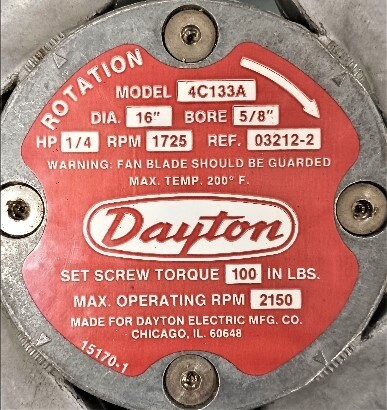 ROTATION
MODEL 4C133A
DIA. 16" BORE 5/8"
HP 1/4 RPM 1725 REF. 03212-2
WARNING: FAN BLADE SHOULD BE GUARDED
MAX. TEMP. 200° F.
Dayton
SET SCREW TORQUE 100 IN LBS.
MAX. OPERATING RPM 2150
MADE FOR DAYTON ELECTRIC MFG. CO.
CHICAGO, IL. 60648
15170-1